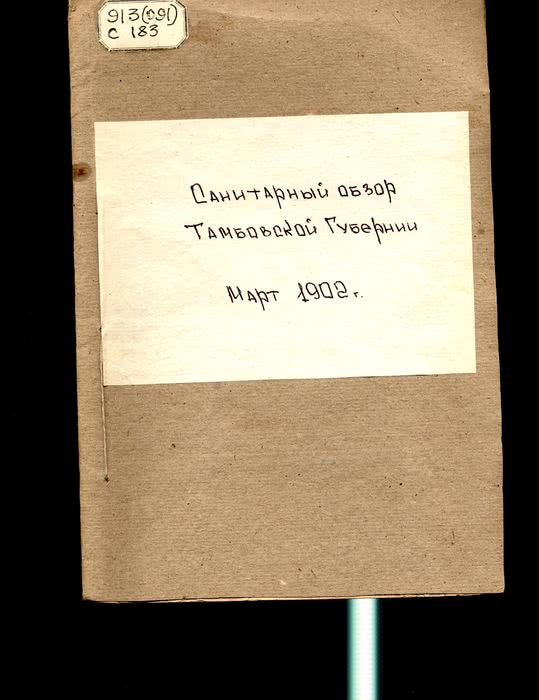 913(091)
С 183
Санитарный обзор
Тамбовской Губернии
Март 1902 г.